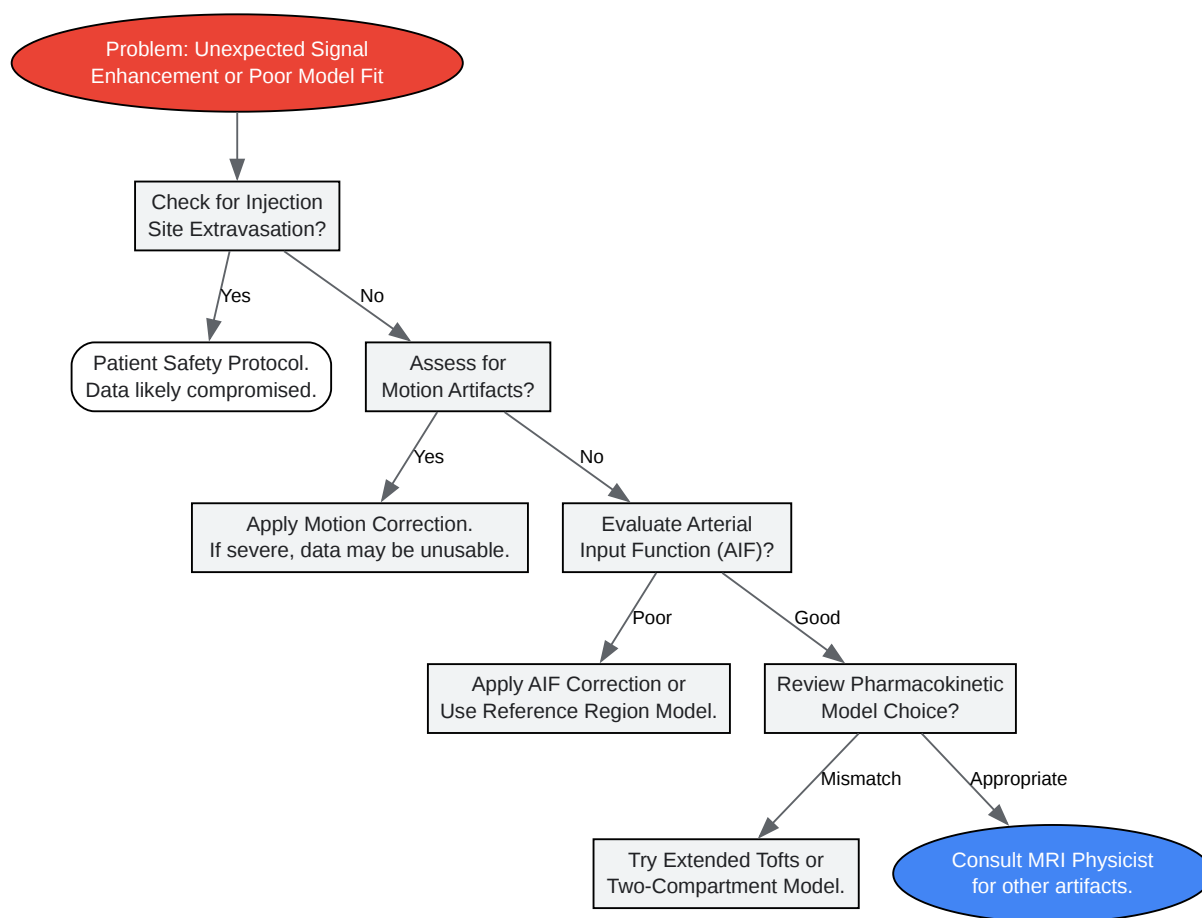 Problem: Unexpected Signal
Enhancement or Poor Model Fit
Check for Injection
Site Extravasation?
Yes
No
Patient Safety Protocol.
Data likely compromised.
Assess for
Motion Artifacts?
Yes
No
Apply Motion Correction.
If severe, data may be unusable.
Evaluate Arterial
Input Function (AIF)?
Poor
Good
Apply AIF Correction or
Use Reference Region Model.
Review Pharmacokinetic
Model Choice?
Mismatch
Appropriate
Try Extended Tofts or
Two-Compartment Model.
Consult MRI Physicist
for other artifacts.